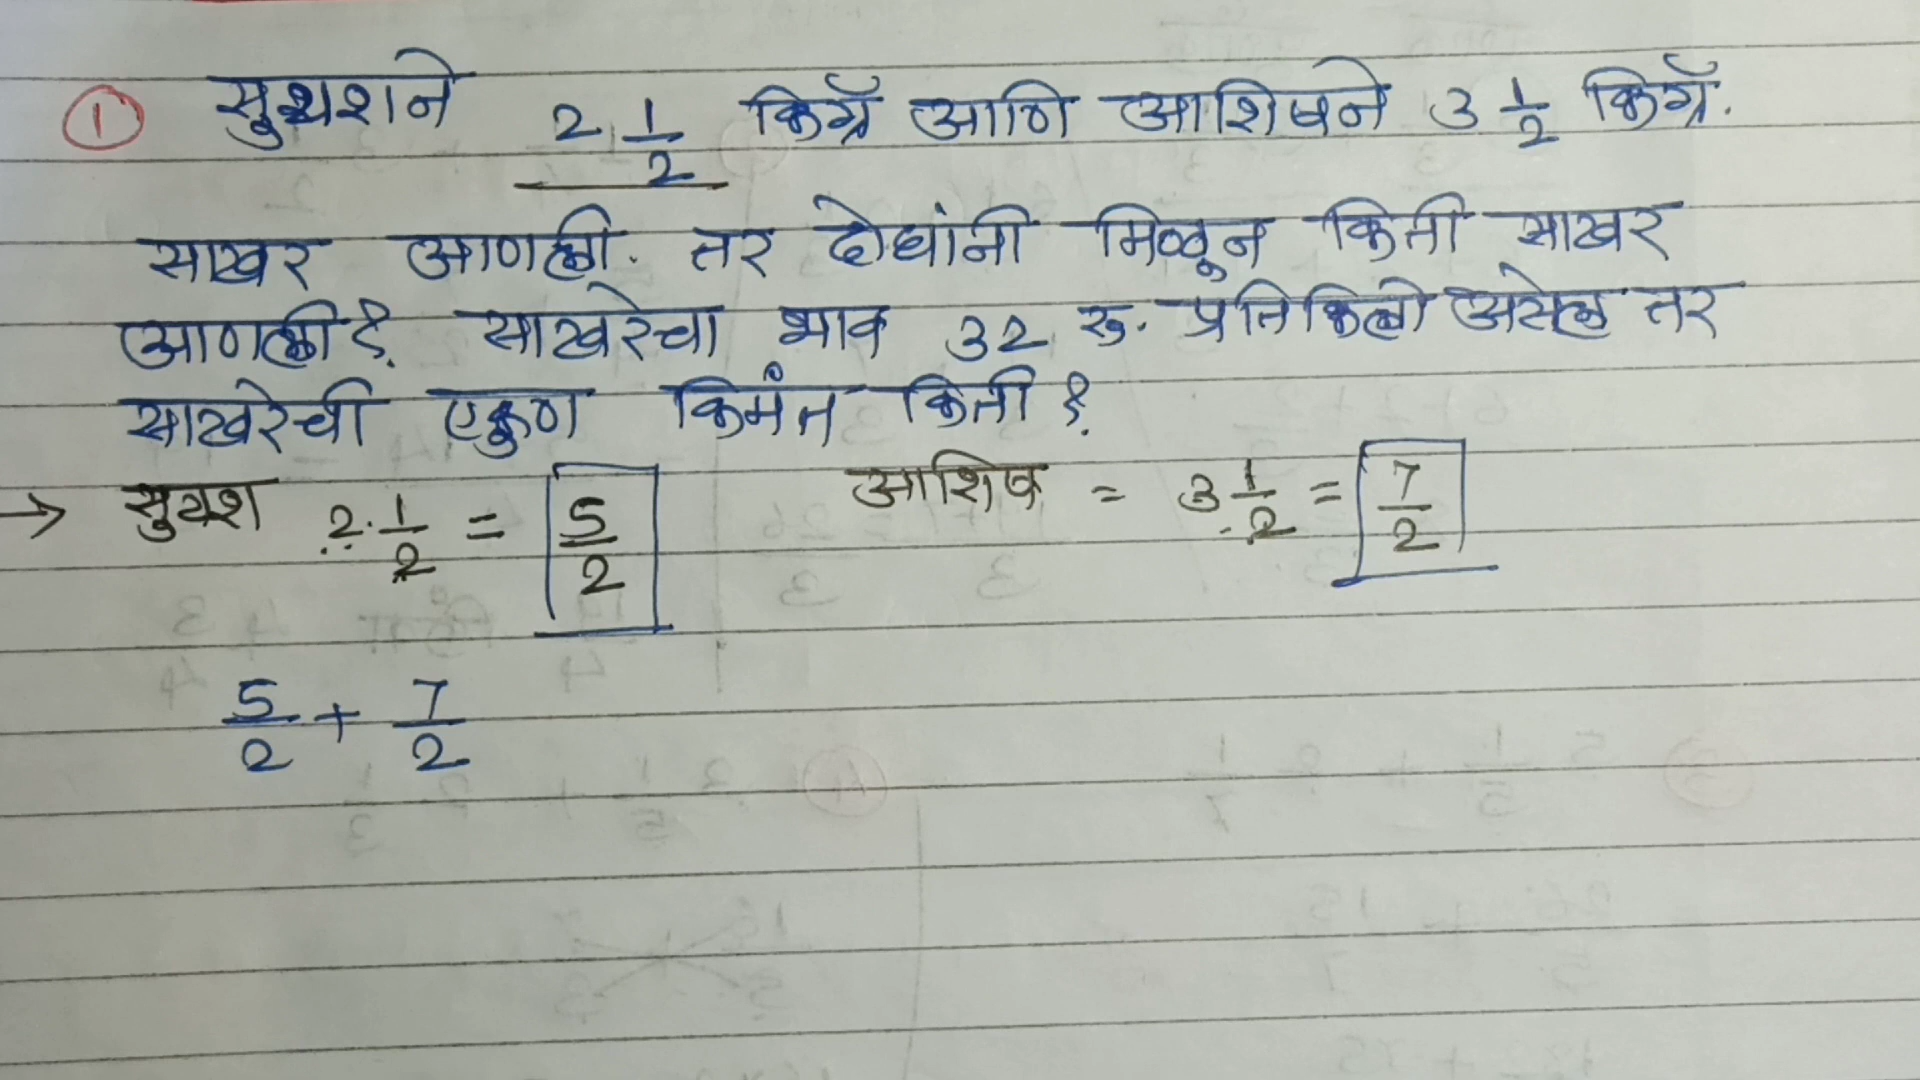 ① सुयशने 2 1/2 किग्रॅ आणि आशिषने 3 1/2 किग्रॅ.
साखर आणली. तर दोघांनी मिळून किती साखर
आणली? साखरेचा भाव 32 रु. प्रतिकिलो असेल तर
साखरेची एकूण किमंत किती?
→ सुयश 2 1/2 = 5/2 आशिष = 3 1/2 = 7/2
5/2 + 7/2